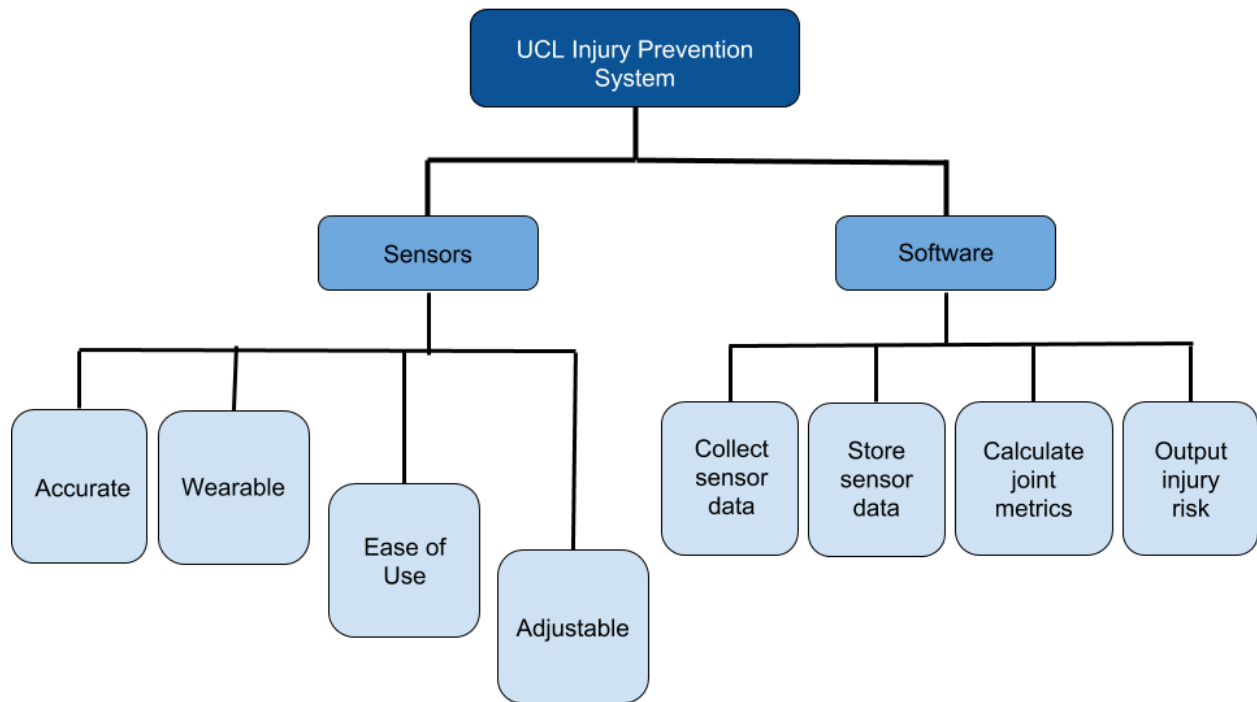 UCL Injury Prevention
System
Sensors
Software
Accurate
Wearable
Ease of
Use
Adjustable
Collect
sensor
data
Store
sensor
data
Calculate
joint
metrics
Output
injury
risk